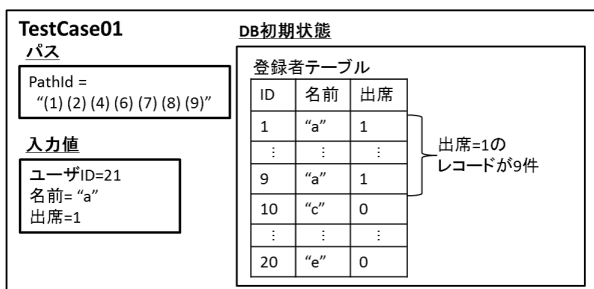 TestCase01
パス
PathId =
“(1) (2) (4) (6) (7) (8) (9)”
入力値
ユーザID=21
名前= “a”
出席=1
DB初期状態
登録者テーブル
ID 名前 出席
1 “a” 1
⋮ ⋮ ⋮
9 “a” 1
10 “c” 0
⋮ ⋮ ⋮
20 “e” 0
出席=1の
レコードが9件